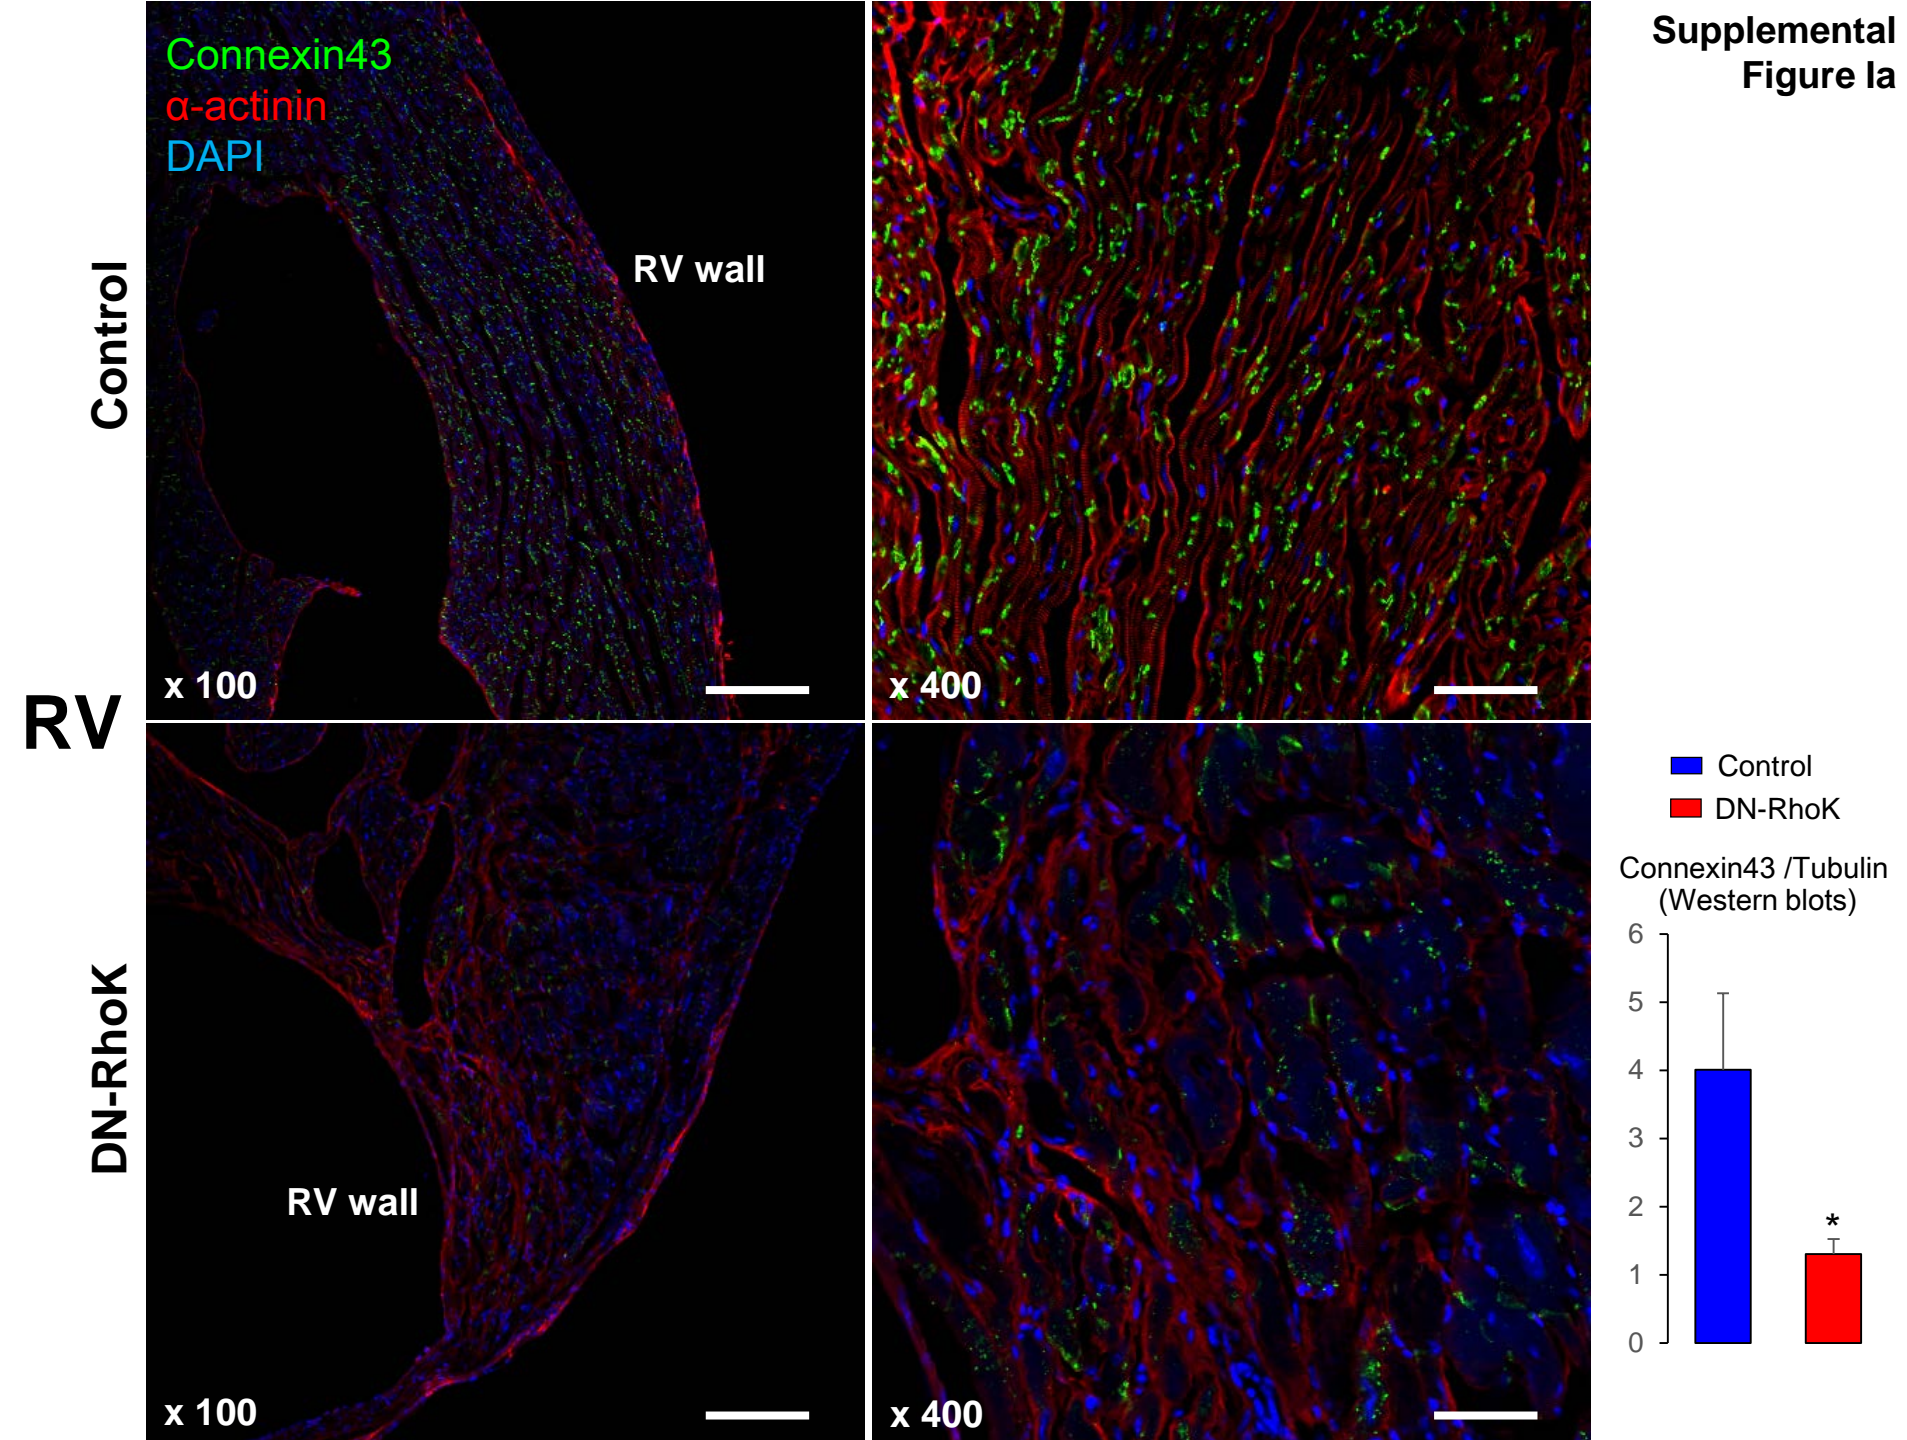 Supplemental
Figure Ia
Connexin43
α-actinin
DAPI
Control
RV wall
x 100
x 400
RV
DN-RhoK
RV wall
x 100
x 400
Control
DN-RhoK
Connexin43 /Tubulin
(Western blots)
6
5
4
3
2
1
0
*